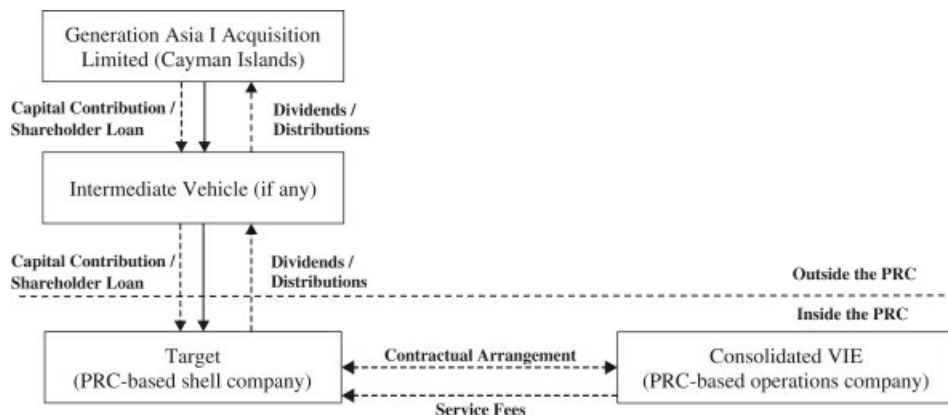 Generation Asia I Acquisition
Limited (Cayman Islands)
Capital Contribution /
Shareholder Loan
Dividends /
Distributions
Intermediate Vehicle (if any)
Capital Contribution /
Shareholder Loan
Dividends /
Distributions
Outside the PRC
Inside the PRC
Target
(PRC-based shell company)
Contractual Arrangement
Service Fees
Consolidated VIE
(PRC-based operations company)